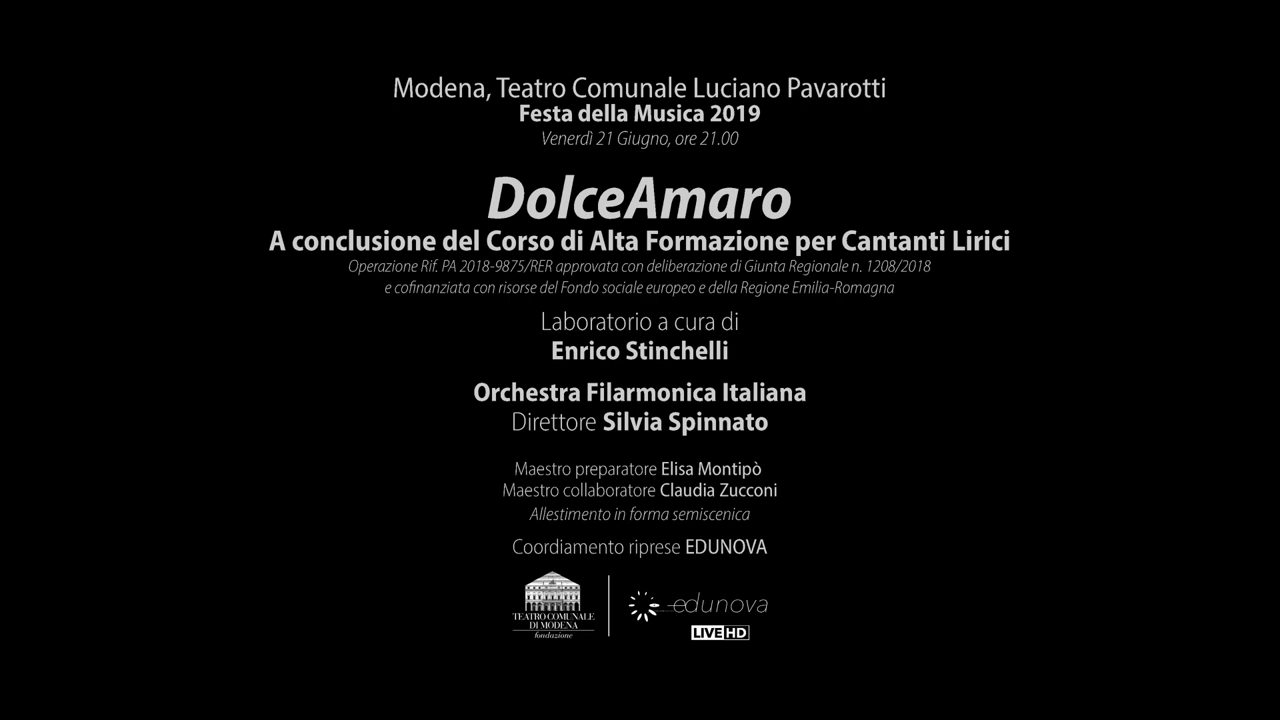 Modena, Teatro Comunale Luciano Pavarotti
Festa della Musica 2019
Venerdì 21 Giugno, ore 21.00
DolceAmaro
A conclusione del Corso di Alta Formazione per Cantanti Lirici
Operazione Rif. PA 2018-9875/RER approvata con deliberazione di Giunta Regionale n. 1208/2018
e cofinanziata con risorse del Fondo sociale europeo e della Regione Emilia-Romagna
Laboratorio a cura di
Enrico Stinchelli
Orchestra Filarmonica Italiana
Direttore Silvia Spinnato
Maestro preparatore Elisa Montipò
Maestro collaboratore Claudia Zucconi
Allestimento in forma semiscenica
Coordiamento riprese EDUNOVA
TEATRO COMUNALE
DI MODENA
fondazione
edunova
LIVE HD